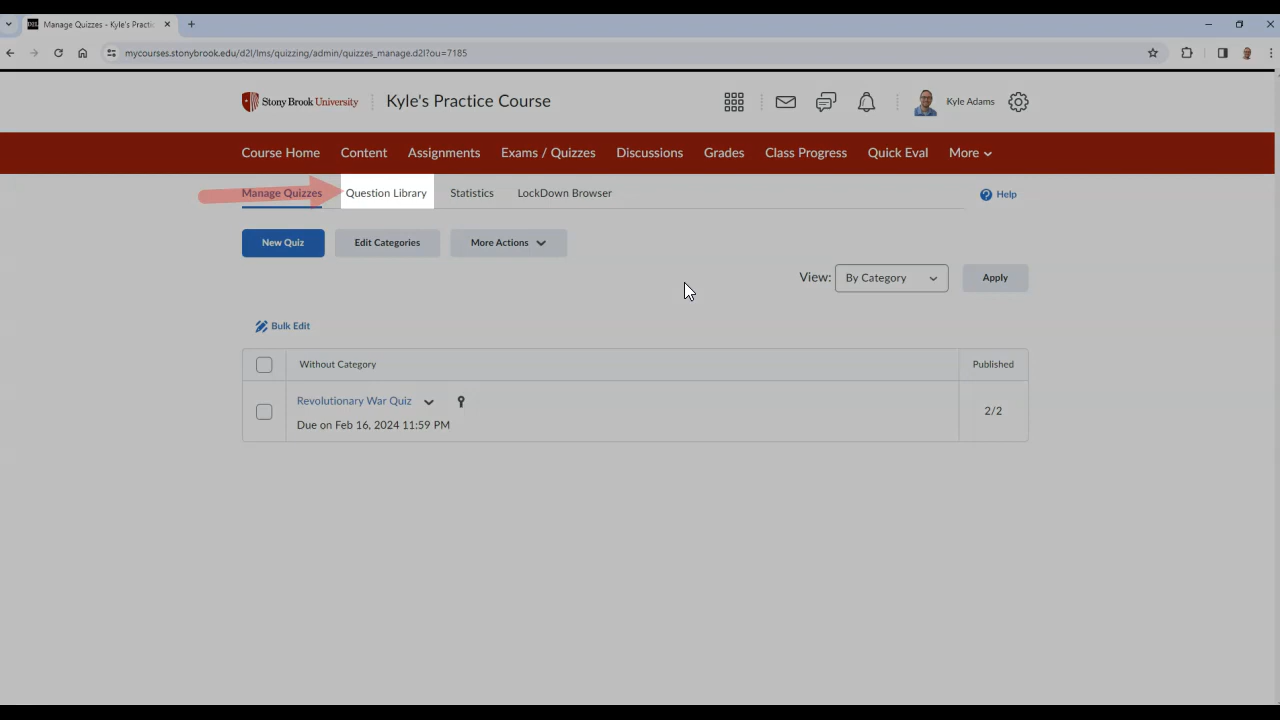 D2L Manage Quizzes - Kyle's Practic
mycourses.stonybrook.edu/d2l/lms/quizzing/admin/quizzes_manage.d2l?ou=7185
Stony Brook University Kyle's Practice Course Kyle Adams
Course Home Content Assignments Exams / Quizzes Discussions Grades Class Progress Quick Eval More
Manage Quizzes Question Library Statistics LockDown Browser Help
New Quiz Edit Categories More Actions
View: By Category Apply
Bulk Edit
Without Category Published
Revolutionary War Quiz
2/2
Due on Feb 16, 2024 11:59 PM